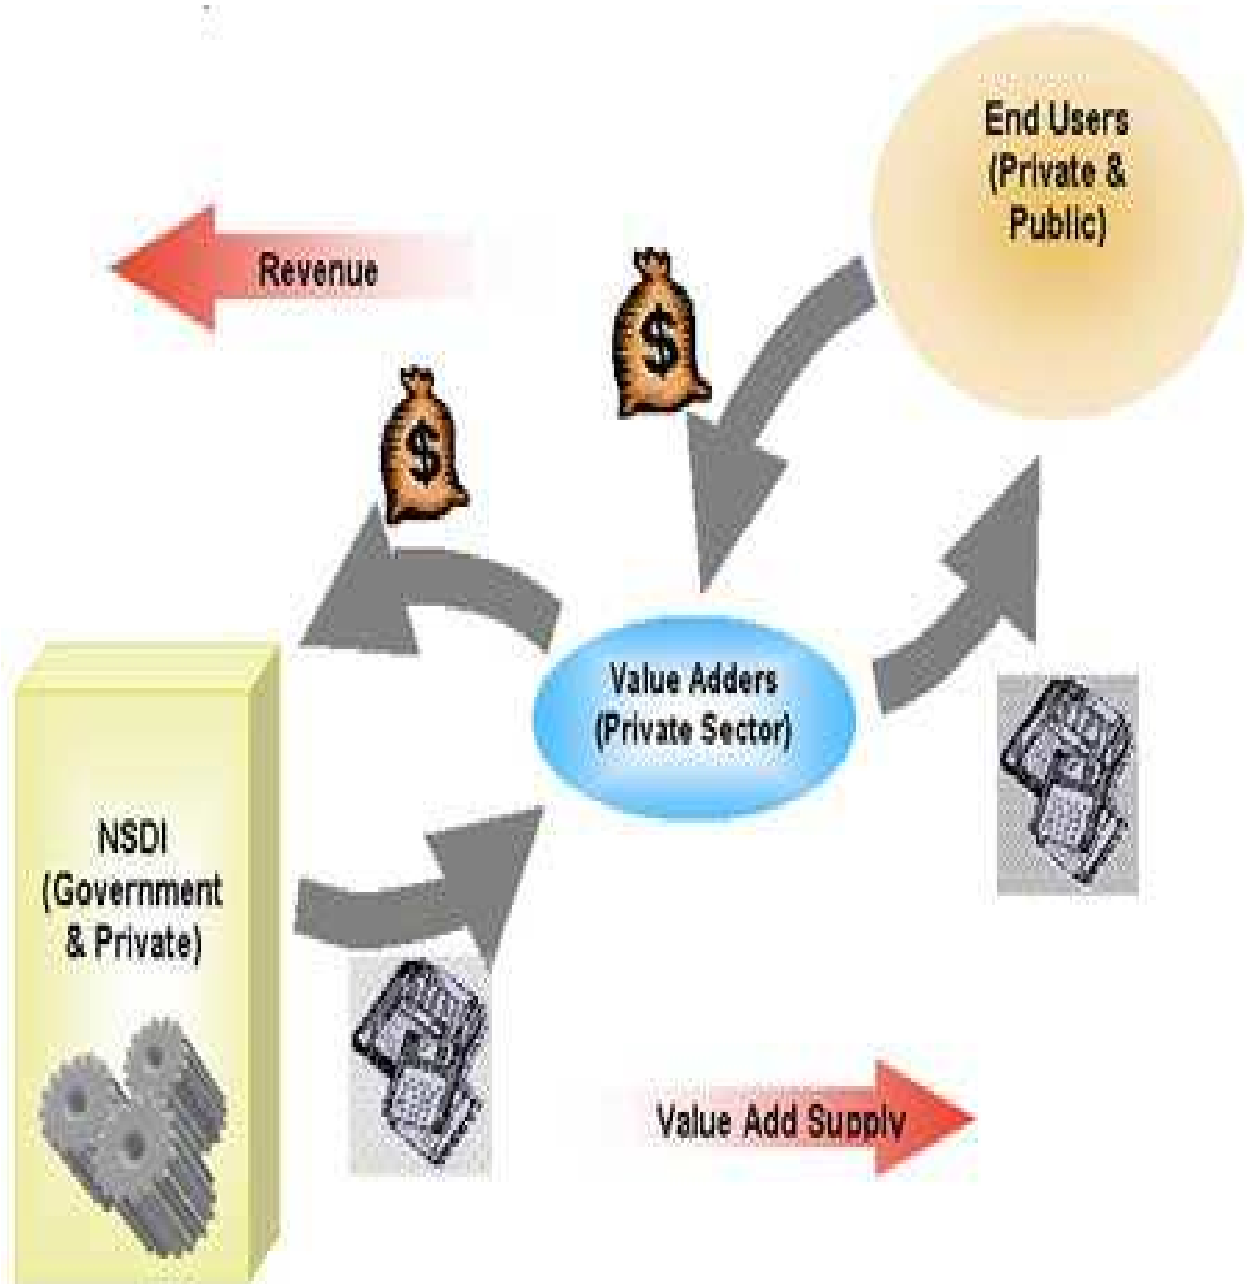 End Users
(Private &
Public)
Revenue
$
$
Value Adders
(Private Sector)
NSDI
(Government
& Private)
Value Add Supply